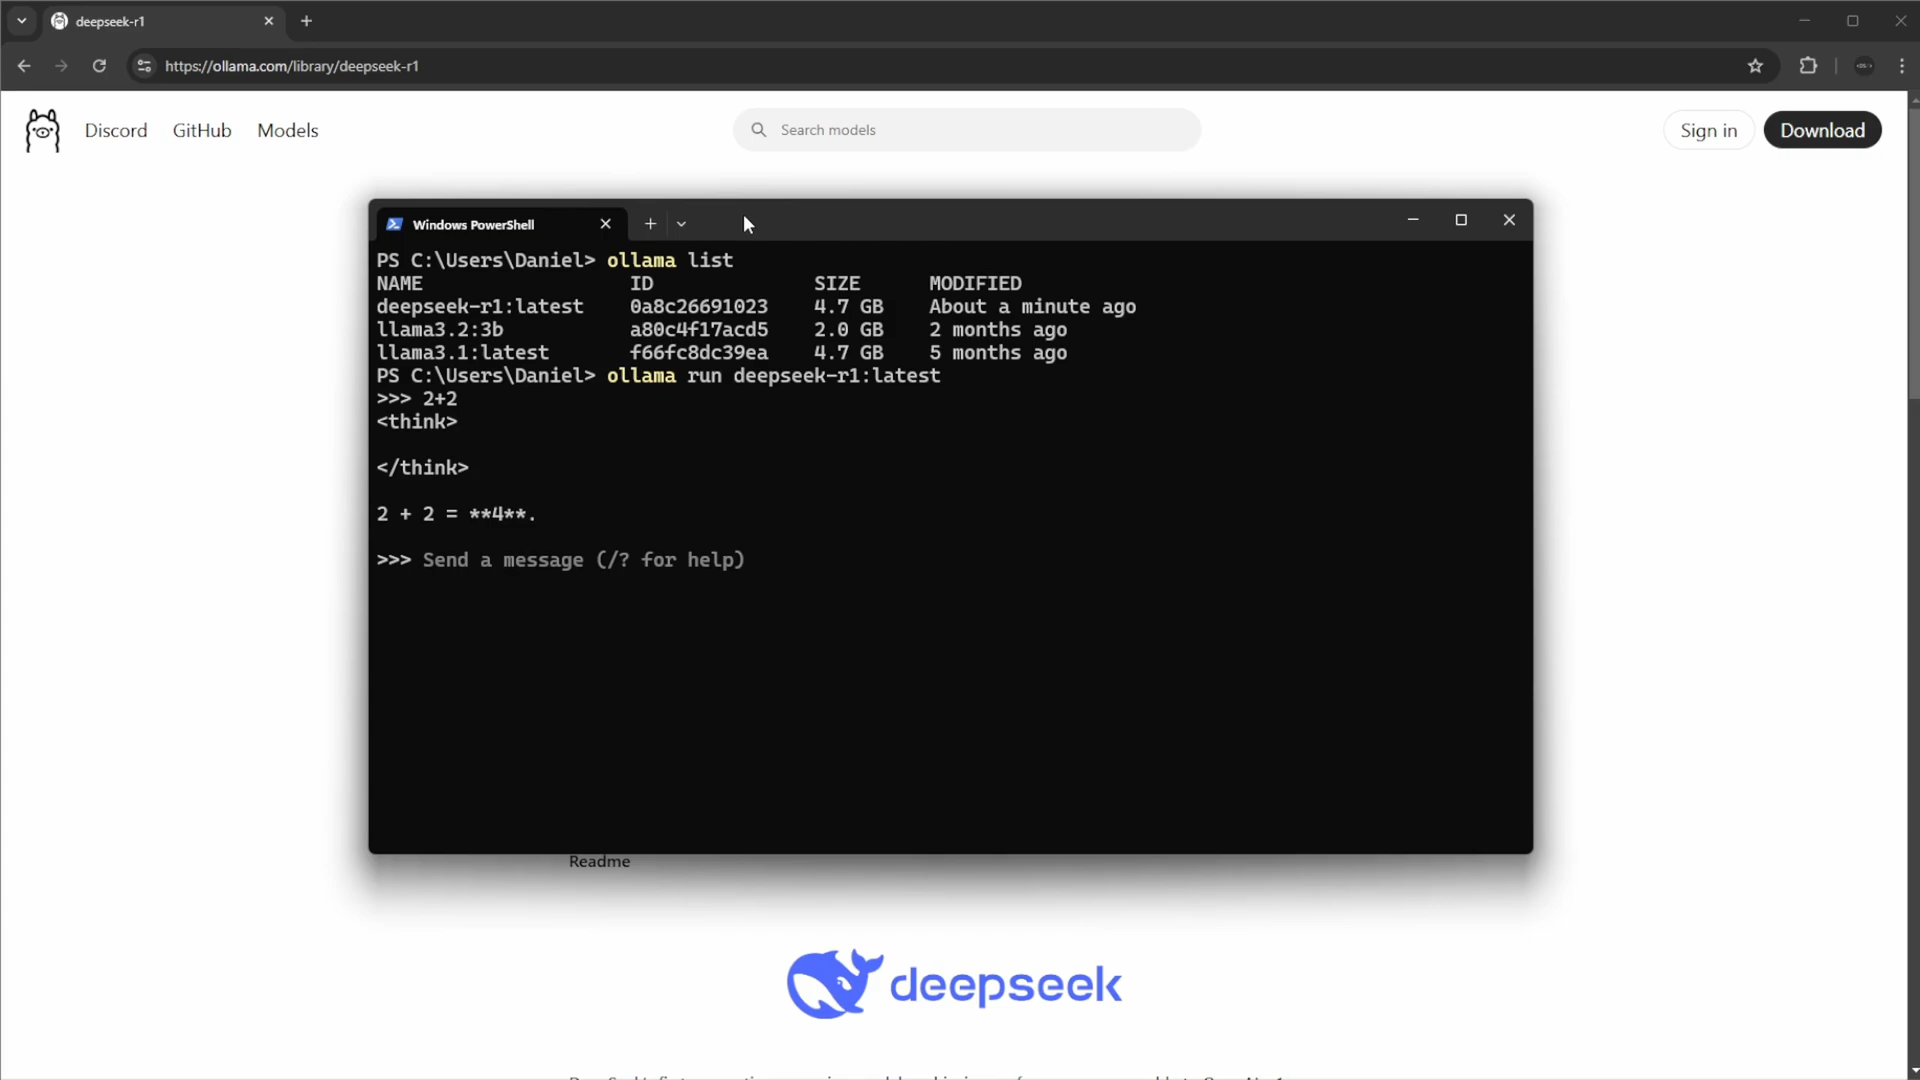 deepseek-r1
https://ollama.com/library/deepseek-r1
Discord GitHub Models Search models Sign in Download
Windows PowerShell
PS C:\Users\Daniel> ollama list
NAME ID SIZE MODIFIED
deepseek-r1:latest 0a8c26691023 4.7 GB About a minute ago
llama3.2:3b a80c4f17acd5 2.0 GB 2 months ago
llama3.1:latest f66fc8dc39ea 4.7 GB 5 months ago
PS C:\Users\Daniel> ollama run deepseek-r1:latest
>>> 2+2
<think>
</think>
2 + 2 = **4**.
>>> Send a message (/? for help)
Readme
deepseek